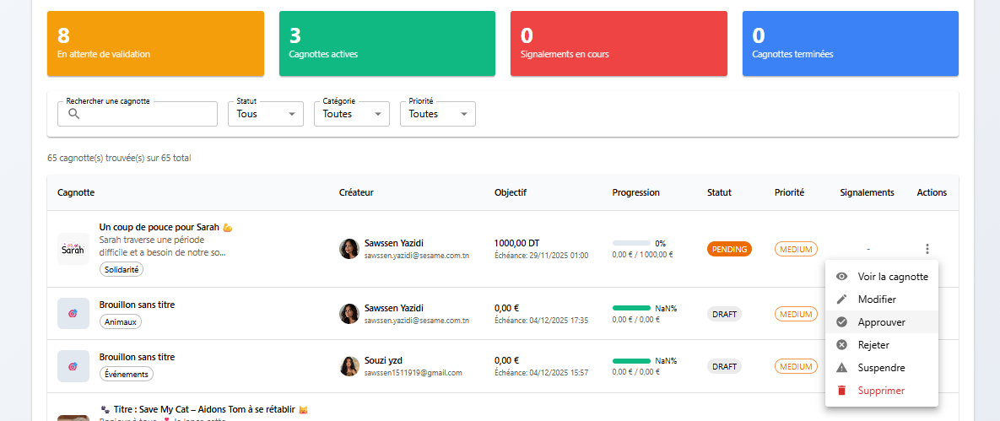 8
En attente de validation
3
Cagnottes actives
0
Signalements en cours
0
Cagnottes terminées
Rechercher une cagnotte
Statut
Tous
Catégorie
Toutes
Priorité
Toutes
65 cagnotte(s) trouvée(s) sur 65 total
Cagnotte Créateur Objectif Progression Statut Priorité Signalements Actions
Un coup de pouce pour Sarah 💪
Sarah traverse une période
difficile et a besoin de notre so...
Solidarité
Sarah
Sawssen Yazidi
sawssen.yazidi@sesame.com.tn
1000,00 DT
Échéance: 29/11/2025 01:00
0%
0,00 € / 1 000,00 €
PENDING
MEDIUM
-
Brouillon sans titre
Animaux
Sawssen Yazidi
sawssen.yazidi@sesame.com.tn
0,00 €
Échéance: 04/12/2025 17:35
NaN%
0,00 € / 0,00 €
DRAFT
MEDIUM
Brouillon sans titre
Événements
Souzi yzd
sawssen1511919@gmail.com
0,00 €
Échéance: 04/12/2025 15:57
NaN%
0,00 € / 0,00 €
DRAFT
MEDIUM
🐾 Titre : Save My Cat – Aidons Tom à se rétablir 😿
Voir la cagnotte
Modifier
Approuver
Rejeter
Suspendre
Supprimer